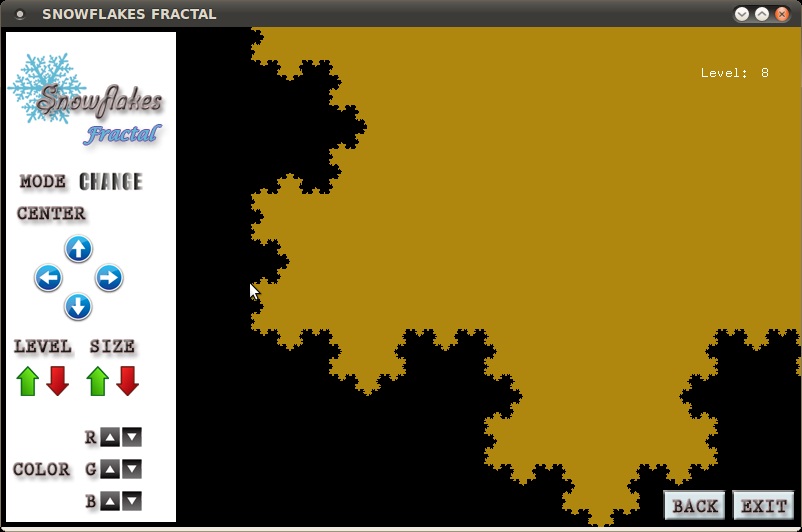 SNOWFLAKES FRACTAL
Level: 8
Snowflakes
Fractal
MODE CHANGE
CENTER
LEVEL SIZE
R
COLOR G
B
BACK EXIT